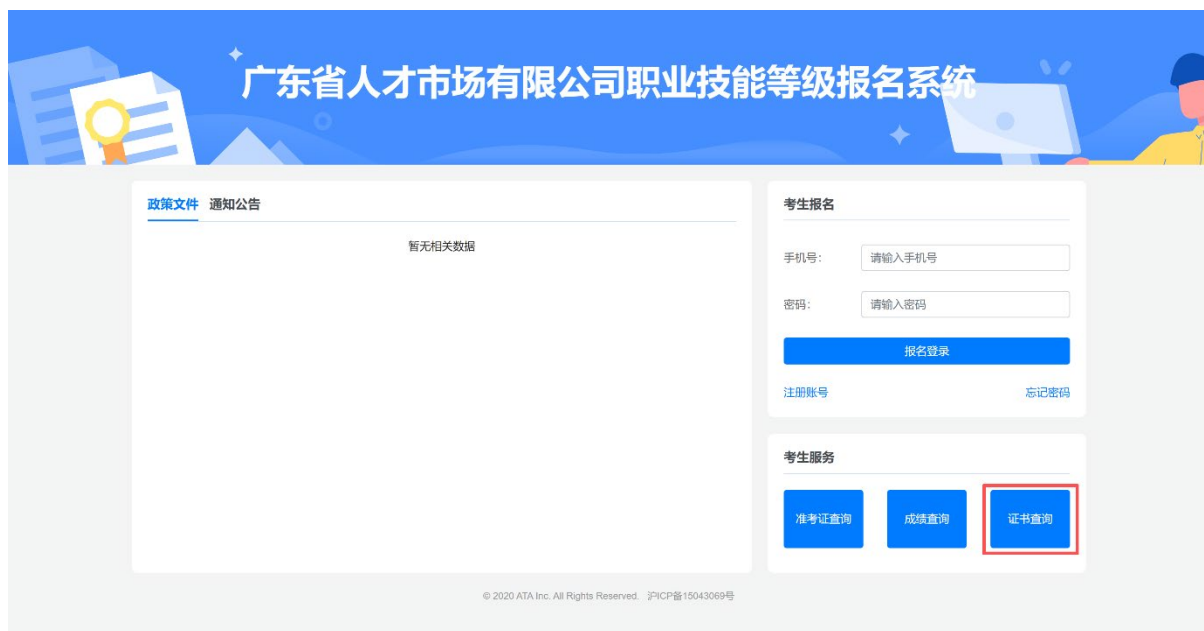 广东省人才市场有限公司职业技能等级报名系统
政策文件 通知公告
暂无相关数据
考生报名
手机号： 请输入手机号
密码： 请输入密码
报名登录
注册账号 忘记密码
考生服务
准考证查询 成绩查询 证书查询
© 2020 ATA Inc. All Rights Reserved. 沪ICP备15043069号